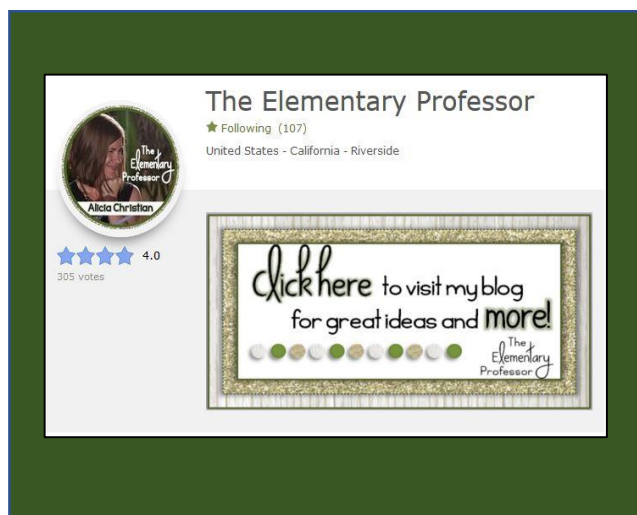 The Elementary Professor
Following (107)
United States - California - Riverside
The
Elementary
Professor
Alicia Christian
4.0
305 votes
click here to visit my blog
for great ideas and more!
The
Elementary
Professor